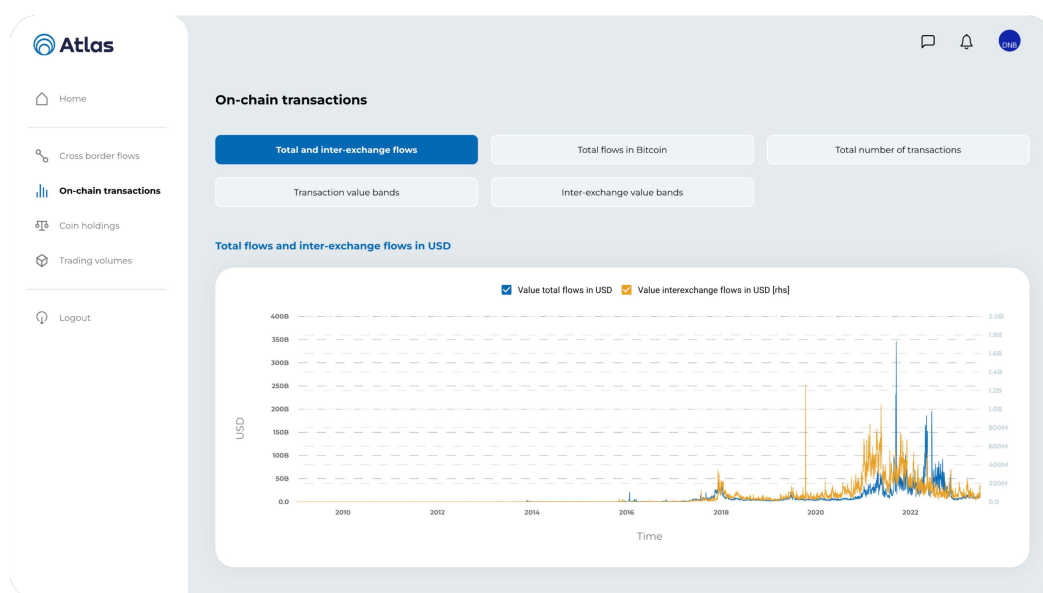 Atlas
DNB
Home
Cross border flows
On-chain transactions
Coin holdings
Trading volumes
Logout
On-chain transactions
Total and inter-exchange flows
Total flows in Bitcoin
Total number of transactions
Transaction value bands
Inter-exchange value bands
Total flows and inter-exchange flows in USD
Value total flows in USD
Value interexchange flows in USD [rhs]
400B
350B
300B
250B
200B
150B
100B
50B
0.0
USD
2.0B
1.8B
1.6B
1.4B
1.2B
1.0B
800M
600M
400M
200M
0.0
2010
2012
2014
2016
2018
2020
2022
Time